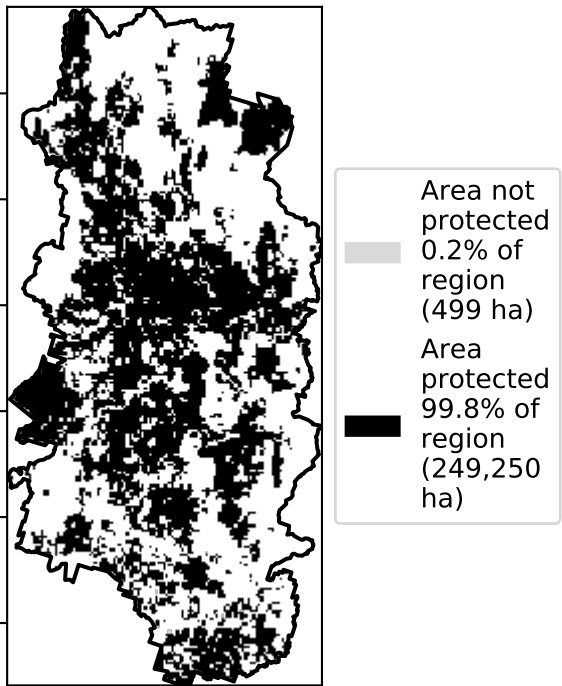 Area not
protected
0.2% of
region
(499 ha)
Area
protected
99.8% of
region
(249,250
ha)